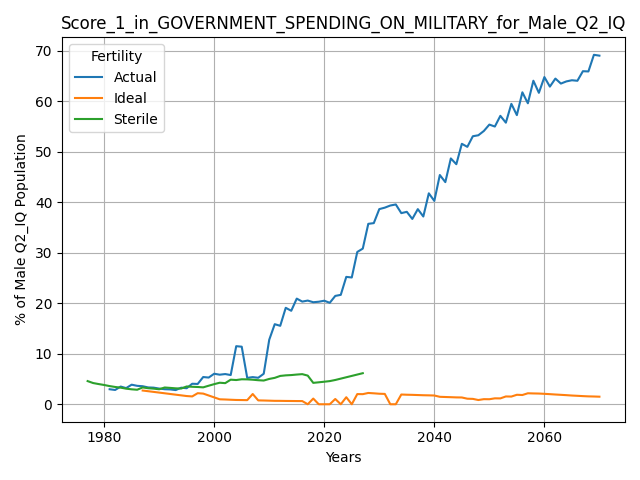 Score_1_in_GOVERNMENT_SPENDING_ON_MILITARY_for_Male_Q2_IQ
Fertility
Actual
Ideal
Sterile
% of Male Q2_IQ Population
70
60
50
40
30
20
10
0
1980 2000 2020 2040 2060
Years